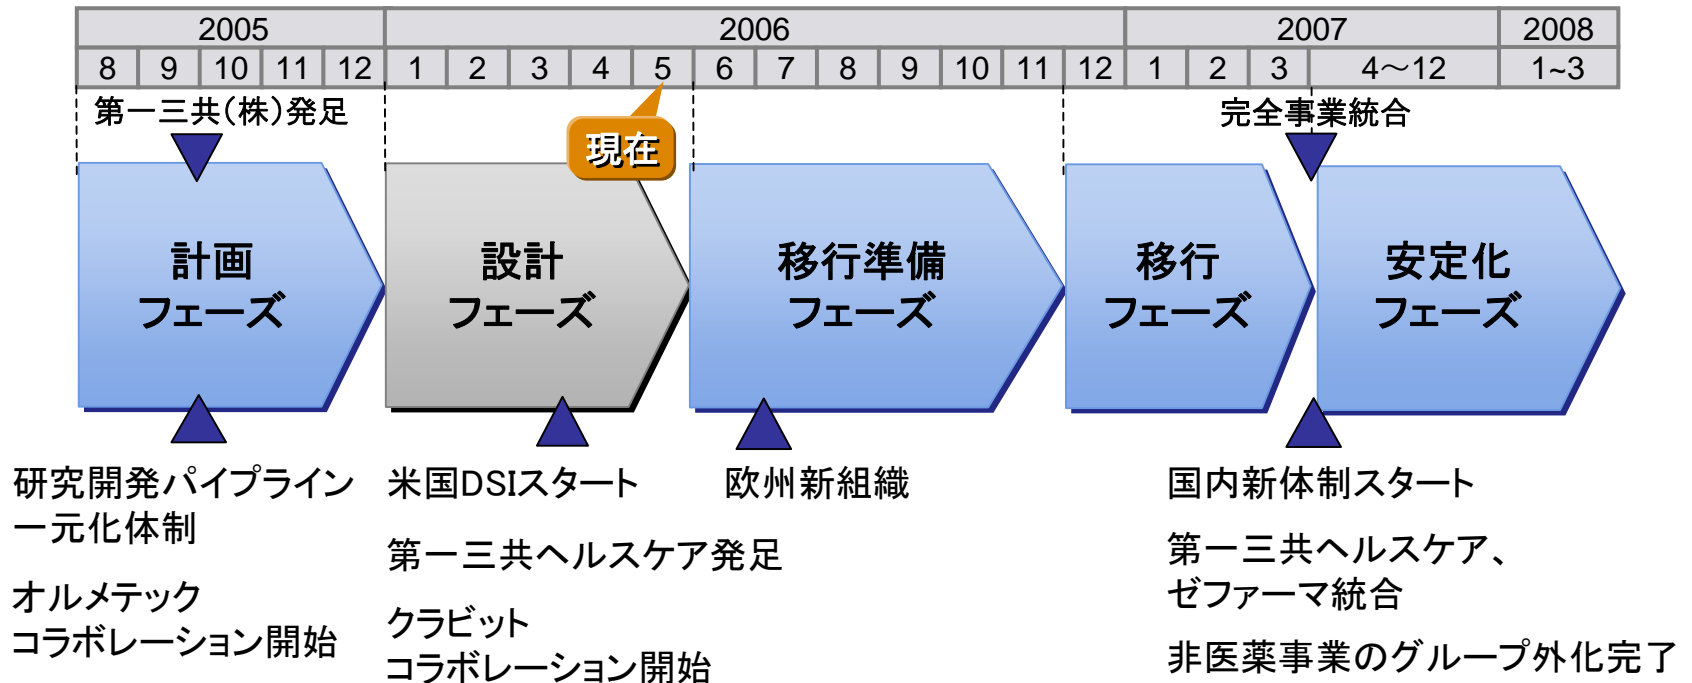 2005 2006 2007 2008
8 9 10 11 12 1 2 3 4 5 6 7 8 9 10 11 12 1 2 3 4～12 1~3
第一三共(株)発足
完全事業統合
現在
計画
フェーズ
設計
フェーズ
移行準備
フェーズ
移行
フェーズ
安定化
フェーズ
研究開発パイプライン
一元化体制
オルメテック
コラボレーション開始
米国DSIスタート
第一三共ヘルスケア発足
クラビット
コラボレーション開始
欧州新組織
国内新体制スタート
第一三共ヘルスケア、
ゼファーマ統合
非医薬事業のグループ外化完了